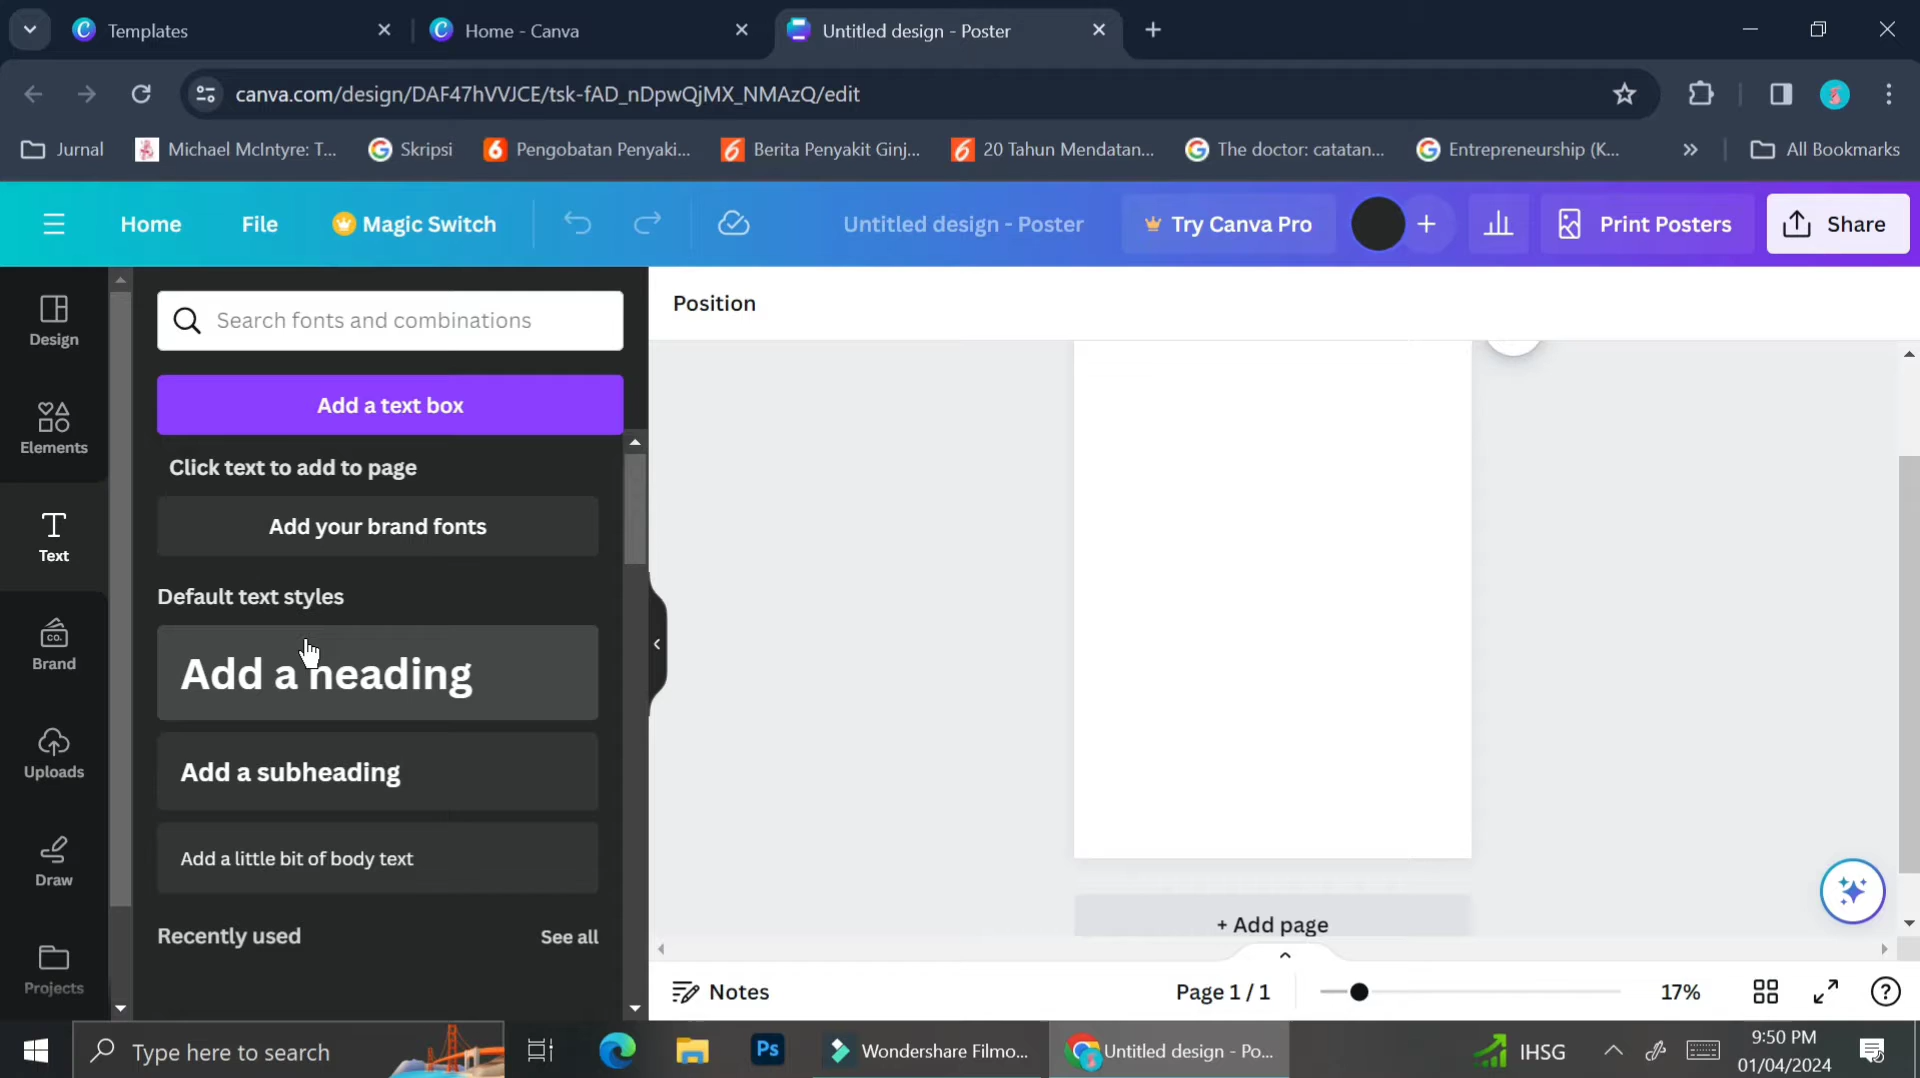 Templates
Home - Canva
Untitled design - Poster
canva.com/design/DAF47hVVJCE/tsk-fAD_nDpwQjMX_NMAzQ/edit
Jurnal
Michael McIntyre: T...
Skripsi
Pengobatan Penyaki...
Berita Penyakit Ginj...
20 Tahun Mendatan...
The doctor: catatan...
Entrepreneurship (K...
All Bookmarks
Home
File
Magic Switch
Untitled design - Poster
Try Canva Pro
Print Posters
Share
Design
Elements
Text
Brand
Uploads
Draw
Projects
CO.
Search fonts and combinations
Add a text box
Click text to add to page
Add your brand fonts
Default text styles
Add a heading
Add a subheading
Add a little bit of body text
Recently used
See all
Position
+ Add page
Notes
Page 1 / 1
17%
Type here to search
Ps
Wondershare Filmo...
Untitled design - Po...
IHSG
9:50 PM
01/04/2024